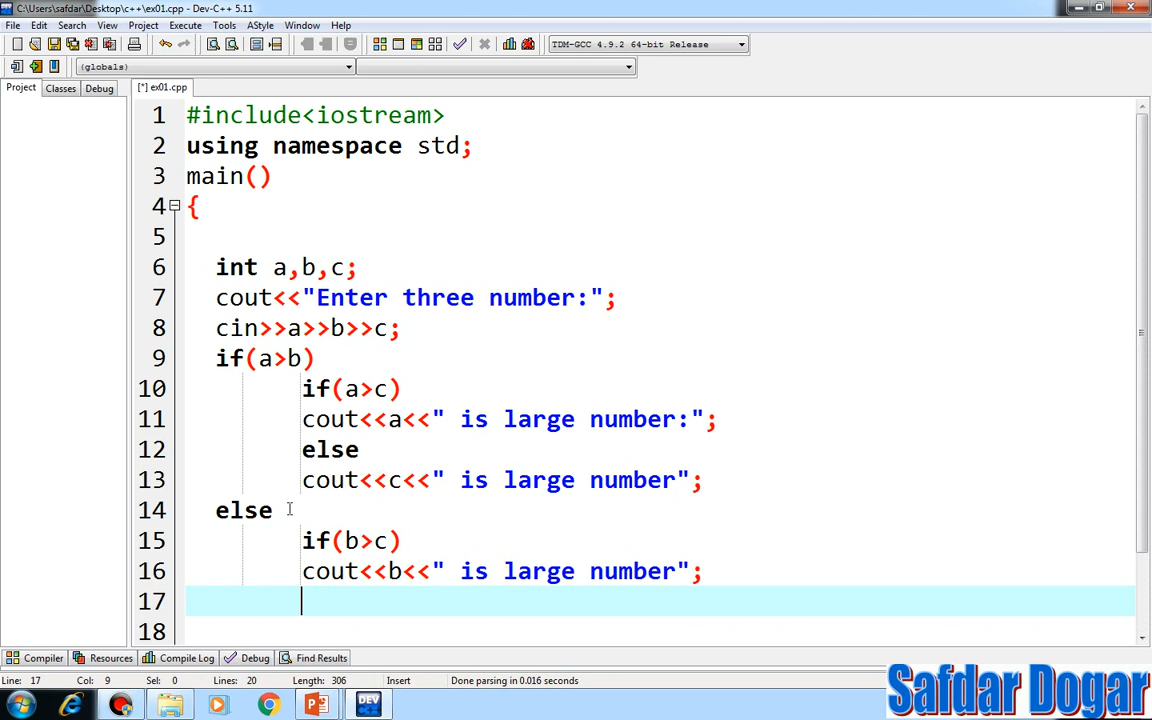 C:\Users\safdar\Desktop\c++\ex01.cpp - Dev-C++ 5.11
File Edit Search View Project Execute Tools AStyle Window Help
TDM-GCC 4.9.2 64-bit Release
(globals)
Project Classes Debug [*] ex01.cpp
1 #include<iostream>
2 using namespace std;
3 main()
4 {
5
6 int a,b,c;
7 cout<<"Enter three number:";
8 cin>>a>>b>>c;
9 if(a>b)
10 if(a>c)
11 cout<<a<<" is large number:";
12 else
13 cout<<c<<" is large number";
14 else
15 if(b>c)
16 cout<<b<<" is large number";
17
18
Compiler Resources Compile Log Debug Find Results
Line: 17 Col: 9 Sel: 0 Lines: 20 Length: 306 Insert Done parsing in 0.016 seconds
Safdar Dogar